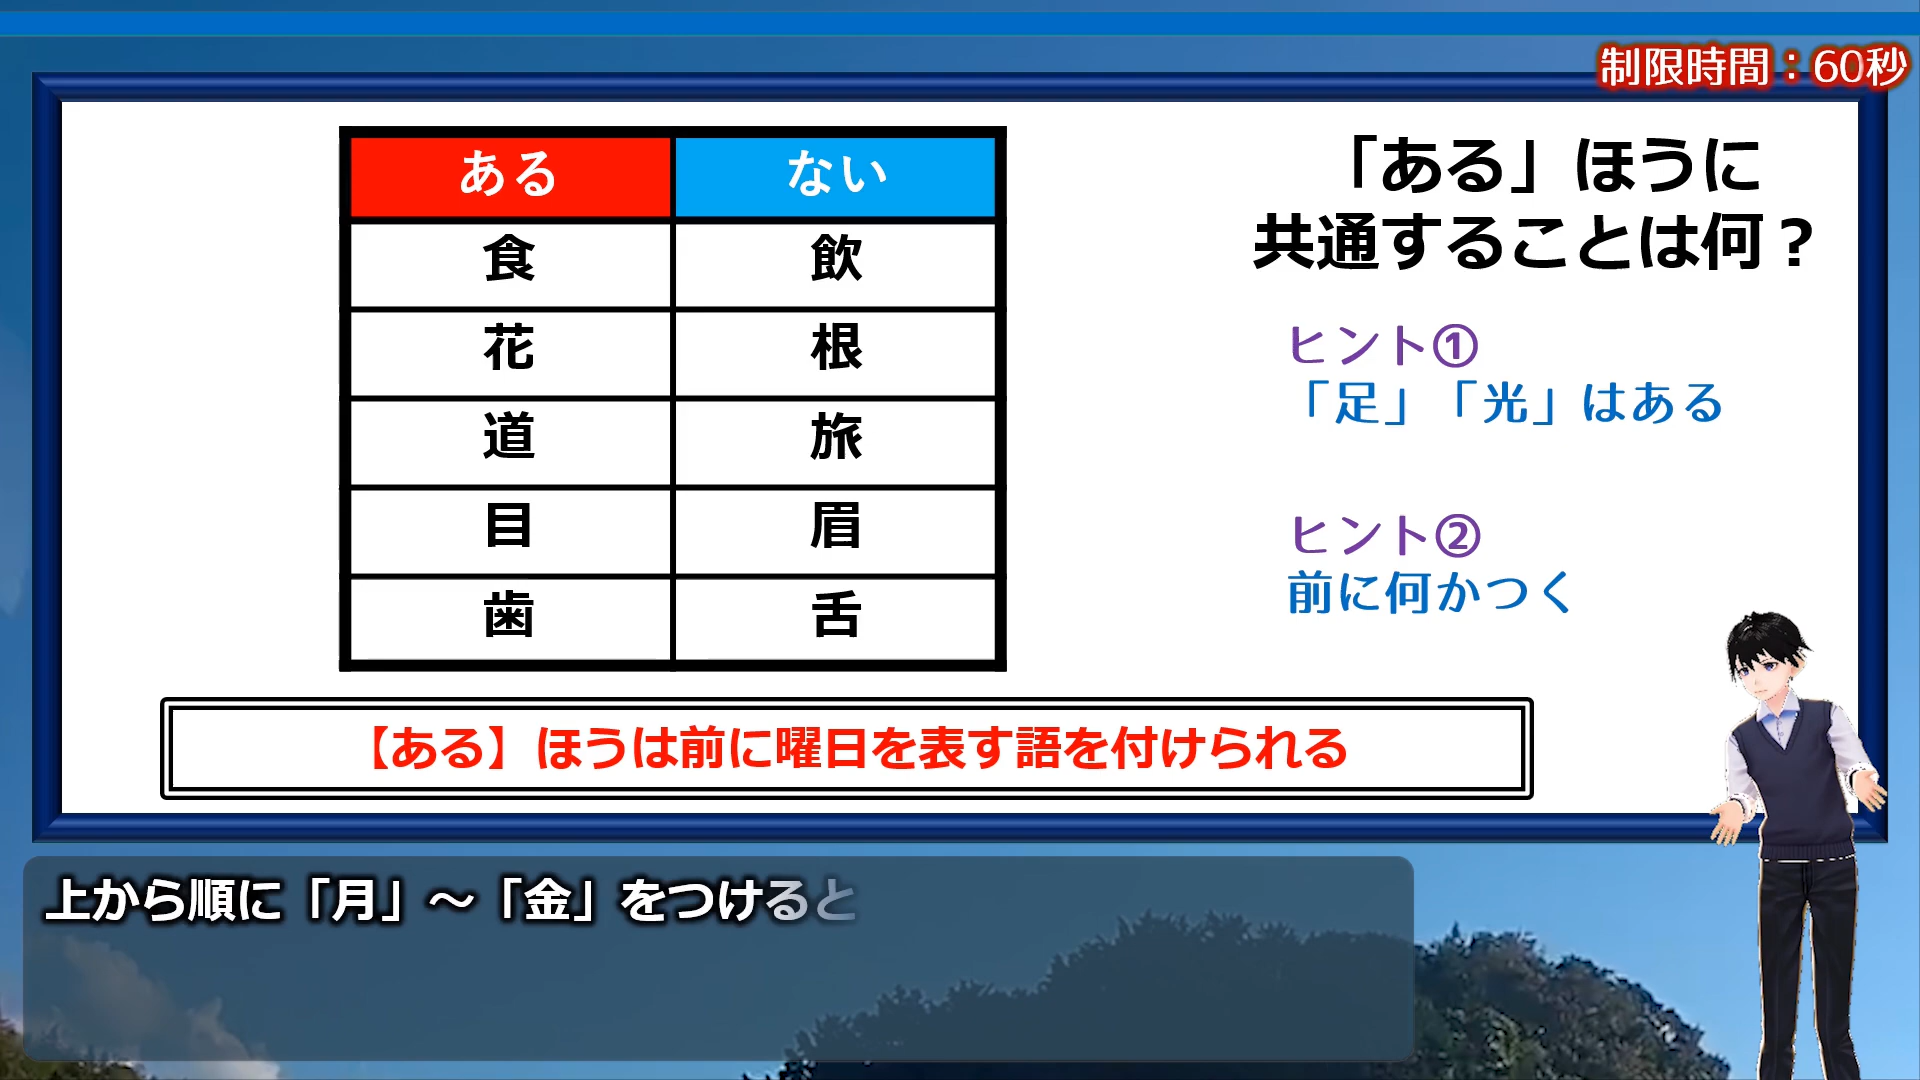 制限時間：60秒
ある ない
食 飲
花 根
道 旅
目 眉
歯 舌
「ある」ほうに
共通することは何？
ヒント①
「足」「光」はある
ヒント②
前に何かつく
【ある】ほうは前に曜日を表す語を付けられる
上から順に「月」～「金」をつけると